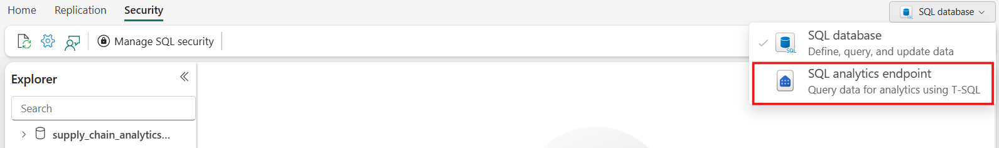 Home Replication Security
SQL database
Manage SQL security
SQL database
Define, query, and update data
SQL analytics endpoint
Query data for analytics using T-SQL
Explorer
Search
supply_chain_analytics...